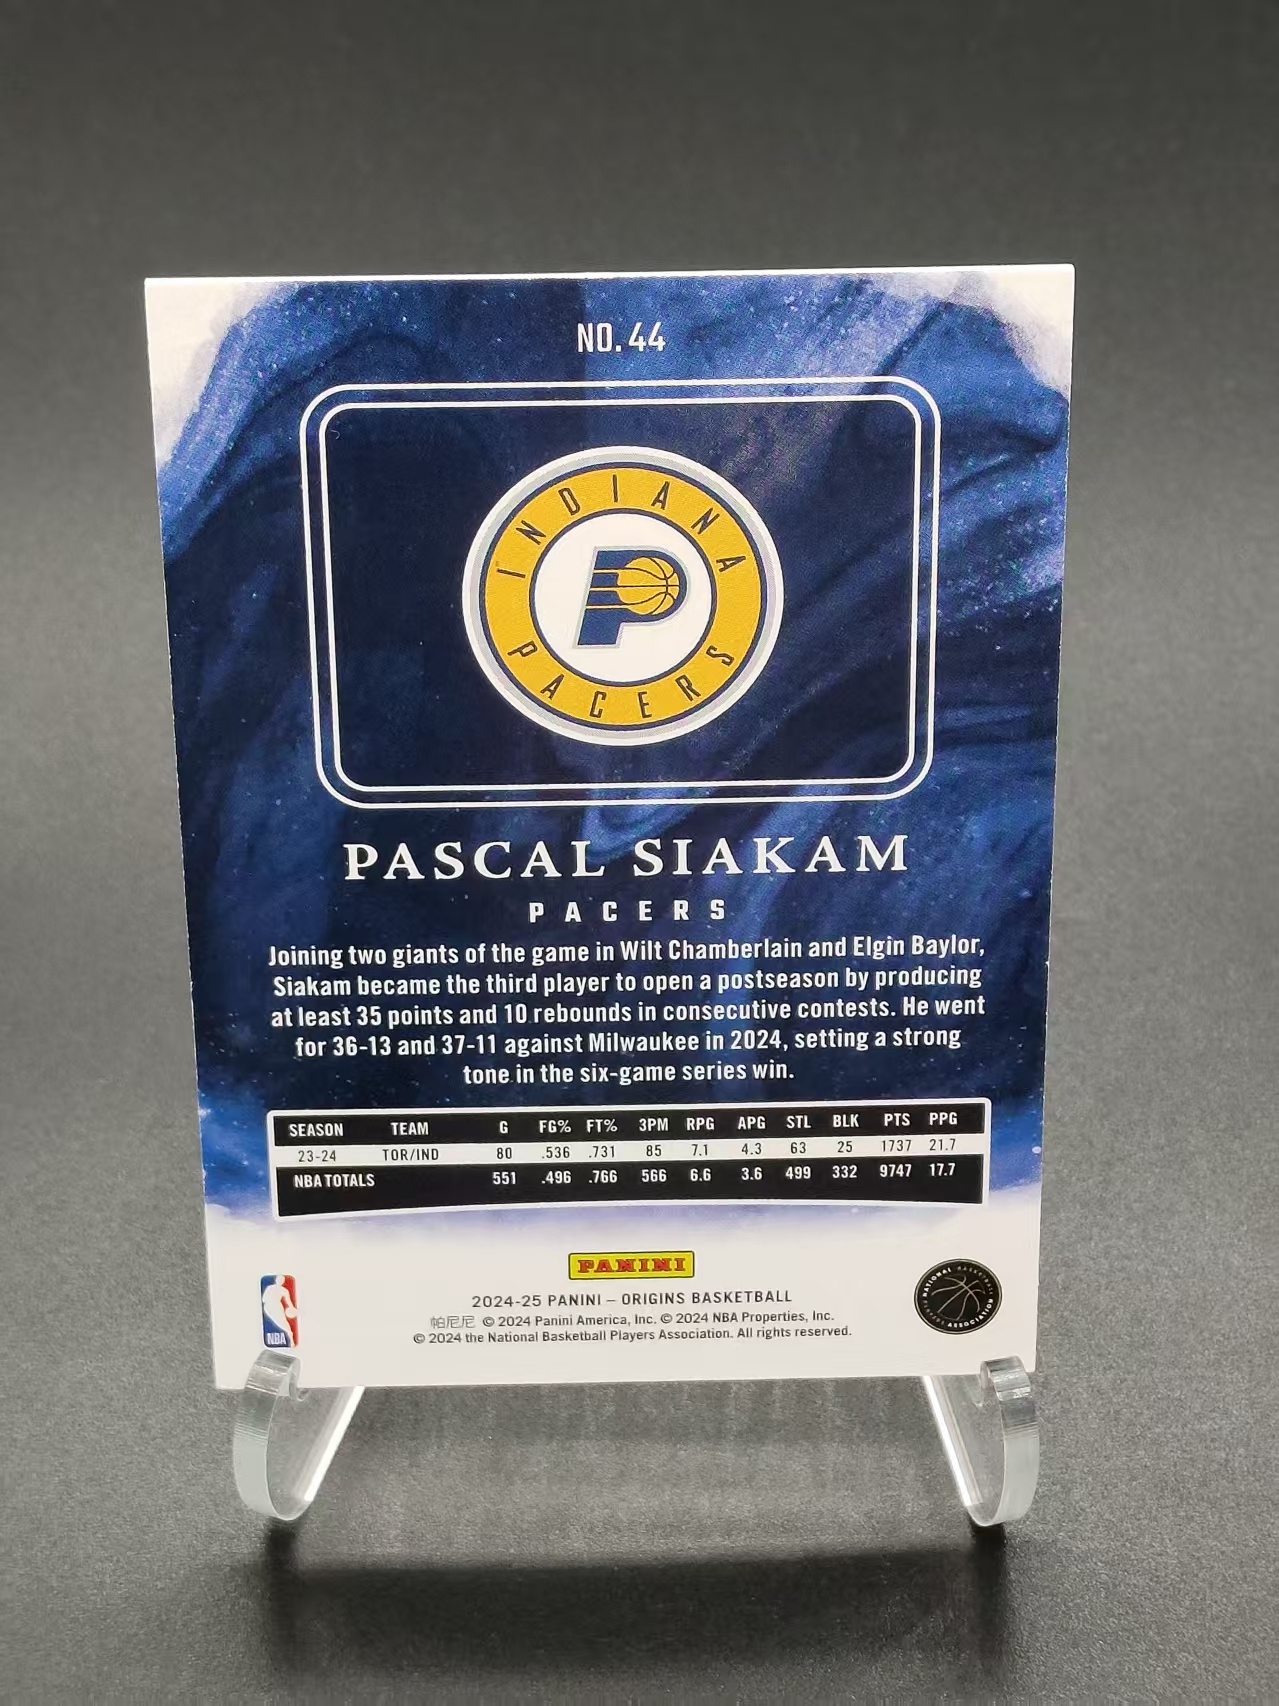 NO. 44
INDIANA
PACERS
PASCAL SIAKAM
PACERS
Joining two giants of the game in Wilt Chamberlain and Elgin Baylor,
Siakam became the third player to open a postseason by producing
at least 35 points and 10 rebounds in consecutive contests. He went
for 36-13 and 37-11 against Milwaukee in 2024, setting a strong
tone in the six-game series win.
SEASON TEAM G FG% FT% 3PM RPG APG STL BLK PTS PPG
23-24 TOR/IND 80 .536 .731 85 7.1 4.3 63 25 1737 21.7
NBA TOTALS 551 .496 .766 566 6.6 3.6 499 332 9747 17.7
PANINI
2024-25 PANINI – ORIGINS BASKETBALL
帕尼尼 © 2024 Panini America, Inc. © 2024 NBA Properties, Inc.
© 2024 the National Basketball Players Association. All rights reserved.
NBA
NATIONAL BASKETBALL
PLAYERS ASSOCIATION